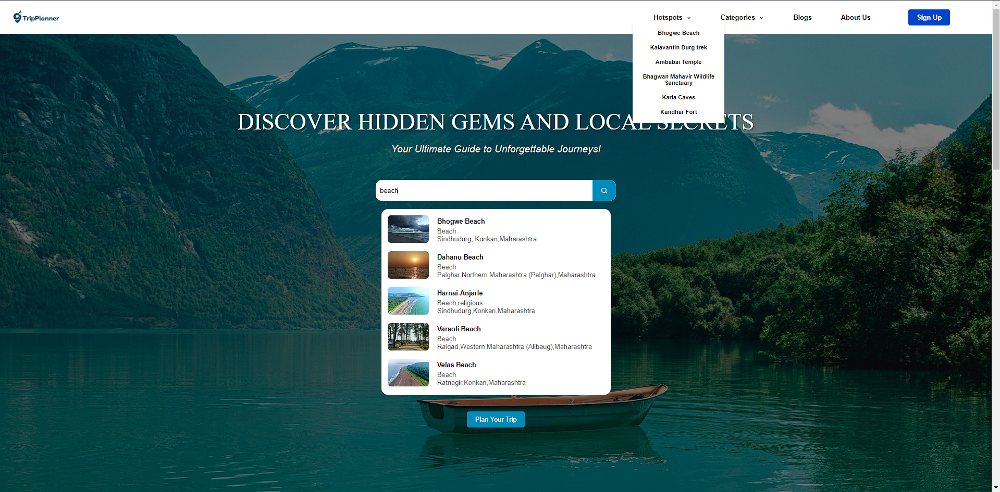 TripPlanner
Hotspots
Categories
Blogs
About Us
Sign Up
Bhogwe Beach
Kalavantin Durg trek
Ambabai Temple
Bhagwan Mahavir Wildlife
Sanctuary
Karla Caves
Kandhar Fort
DISCOVER HIDDEN GEMS AND LOCAL SECRETS
Your Ultimate Guide to Unforgettable Journeys!
beach
Bhogwe Beach
Beach
Sindhudurg, Konkan,Maharashtra
Dahanu Beach
Beach
Palghar,Northern Maharashtra (Palghar),Maharashtra
Harnai-Anjarle
Beach,religious
Sindhudurg,Konkan,Maharashtra
Varsoli Beach
Beach
Raigad,Western Maharashtra (Alibaug),Maharashtra
Velas Beach
Beach
Ratnagir,Konkan,Maharashtra
Plan Your Trip